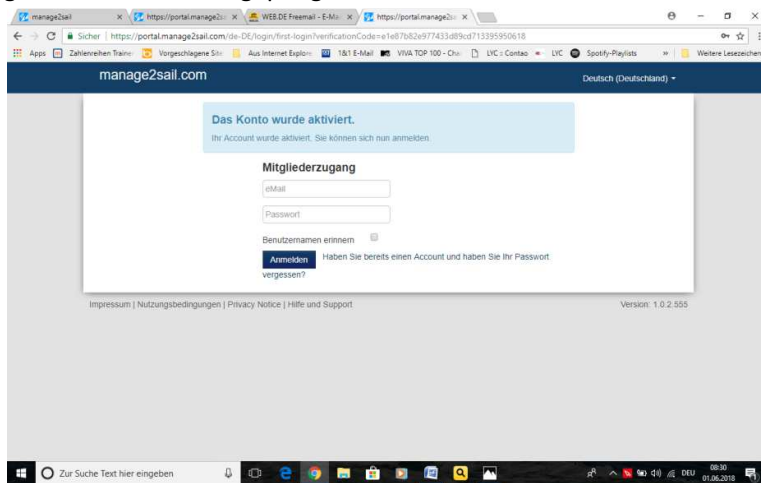 manage2sail
https://portal.manage2sa
WEB.DE Freemail - E-Mai
https://portal.manage2sa
Sicher
https://portal.manage2sail.com/de-DE/login/first-login?verificationCode=e1e87b82e977433d89cd713395950618
Apps
Zahlenreihen Traine
Vorgeschlagene Site
Aus Internet Explore
1&1 E-Mail
VIVA TOP 100 - Cha
LYC :: Contao
LYC
Spotify-Playlists
»
Weitere Lesezeichen
manage2sail.com
Deutsch (Deutschland)
Das Konto wurde aktiviert.
Ihr Account wurde aktiviert. Sie können sich nun anmelden.
Mitgliederzugang
eMail
Passwort
Benutzernamen erinnern
Anmelden Haben Sie bereits einen Account und haben Sie Ihr Passwort
vergessen?
Impressum | Nutzungsbedingungen | Privacy Notice | Hilfe und Support
Version: 1.0.2.555
Zur Suche Text hier eingeben
DEU
08:30
01.06.2018